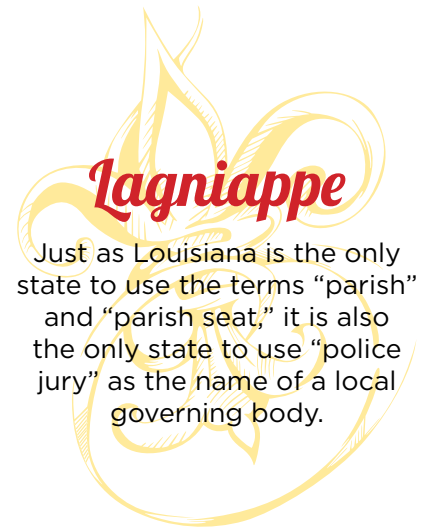 Lagniappe
Just as Louisiana is the only
state to use the terms “parish”
and “parish seat,” it is also
the only state to use “police
jury” as the name of a local
governing body.